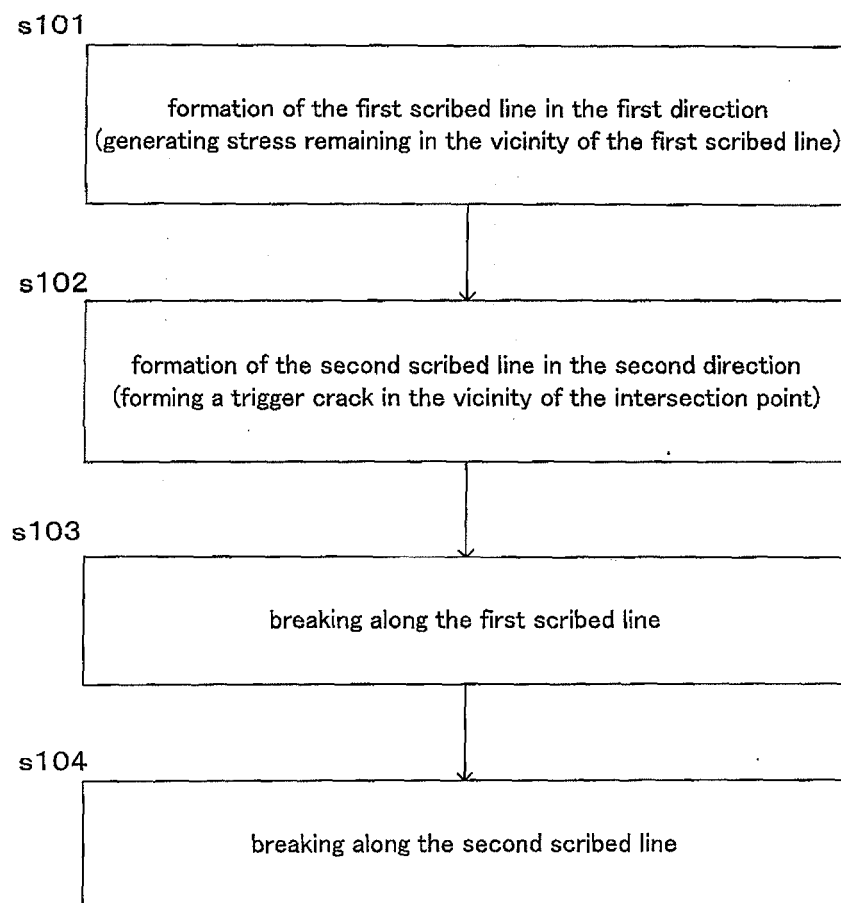 s101
formation of the first scribed line in the first direction
(generating stress remaining in the vicinity of the first scribed line)
s102
formation of the second scribed line in the second direction
(forming a trigger crack in the vicinity of the intersection point)
s103
breaking along the first scribed line
s104
breaking along the second scribed line